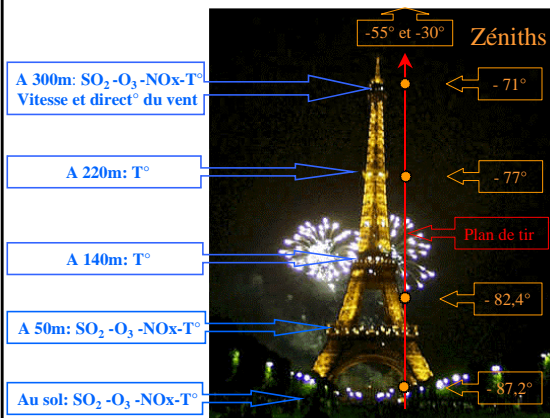 -55° et -30°
Zéniths
A 300m: SO₂ -O₃ -NOx-T°
Vitesse et direct° du vent
- 71°
A 220m: T°
- 77°
Plan de tir
A 140m: T°
- 82,4°
A 50m: SO₂ -O₃ -NOx-T°
- 87,2°
Au sol: SO₂ -O₃ -NOx-T°